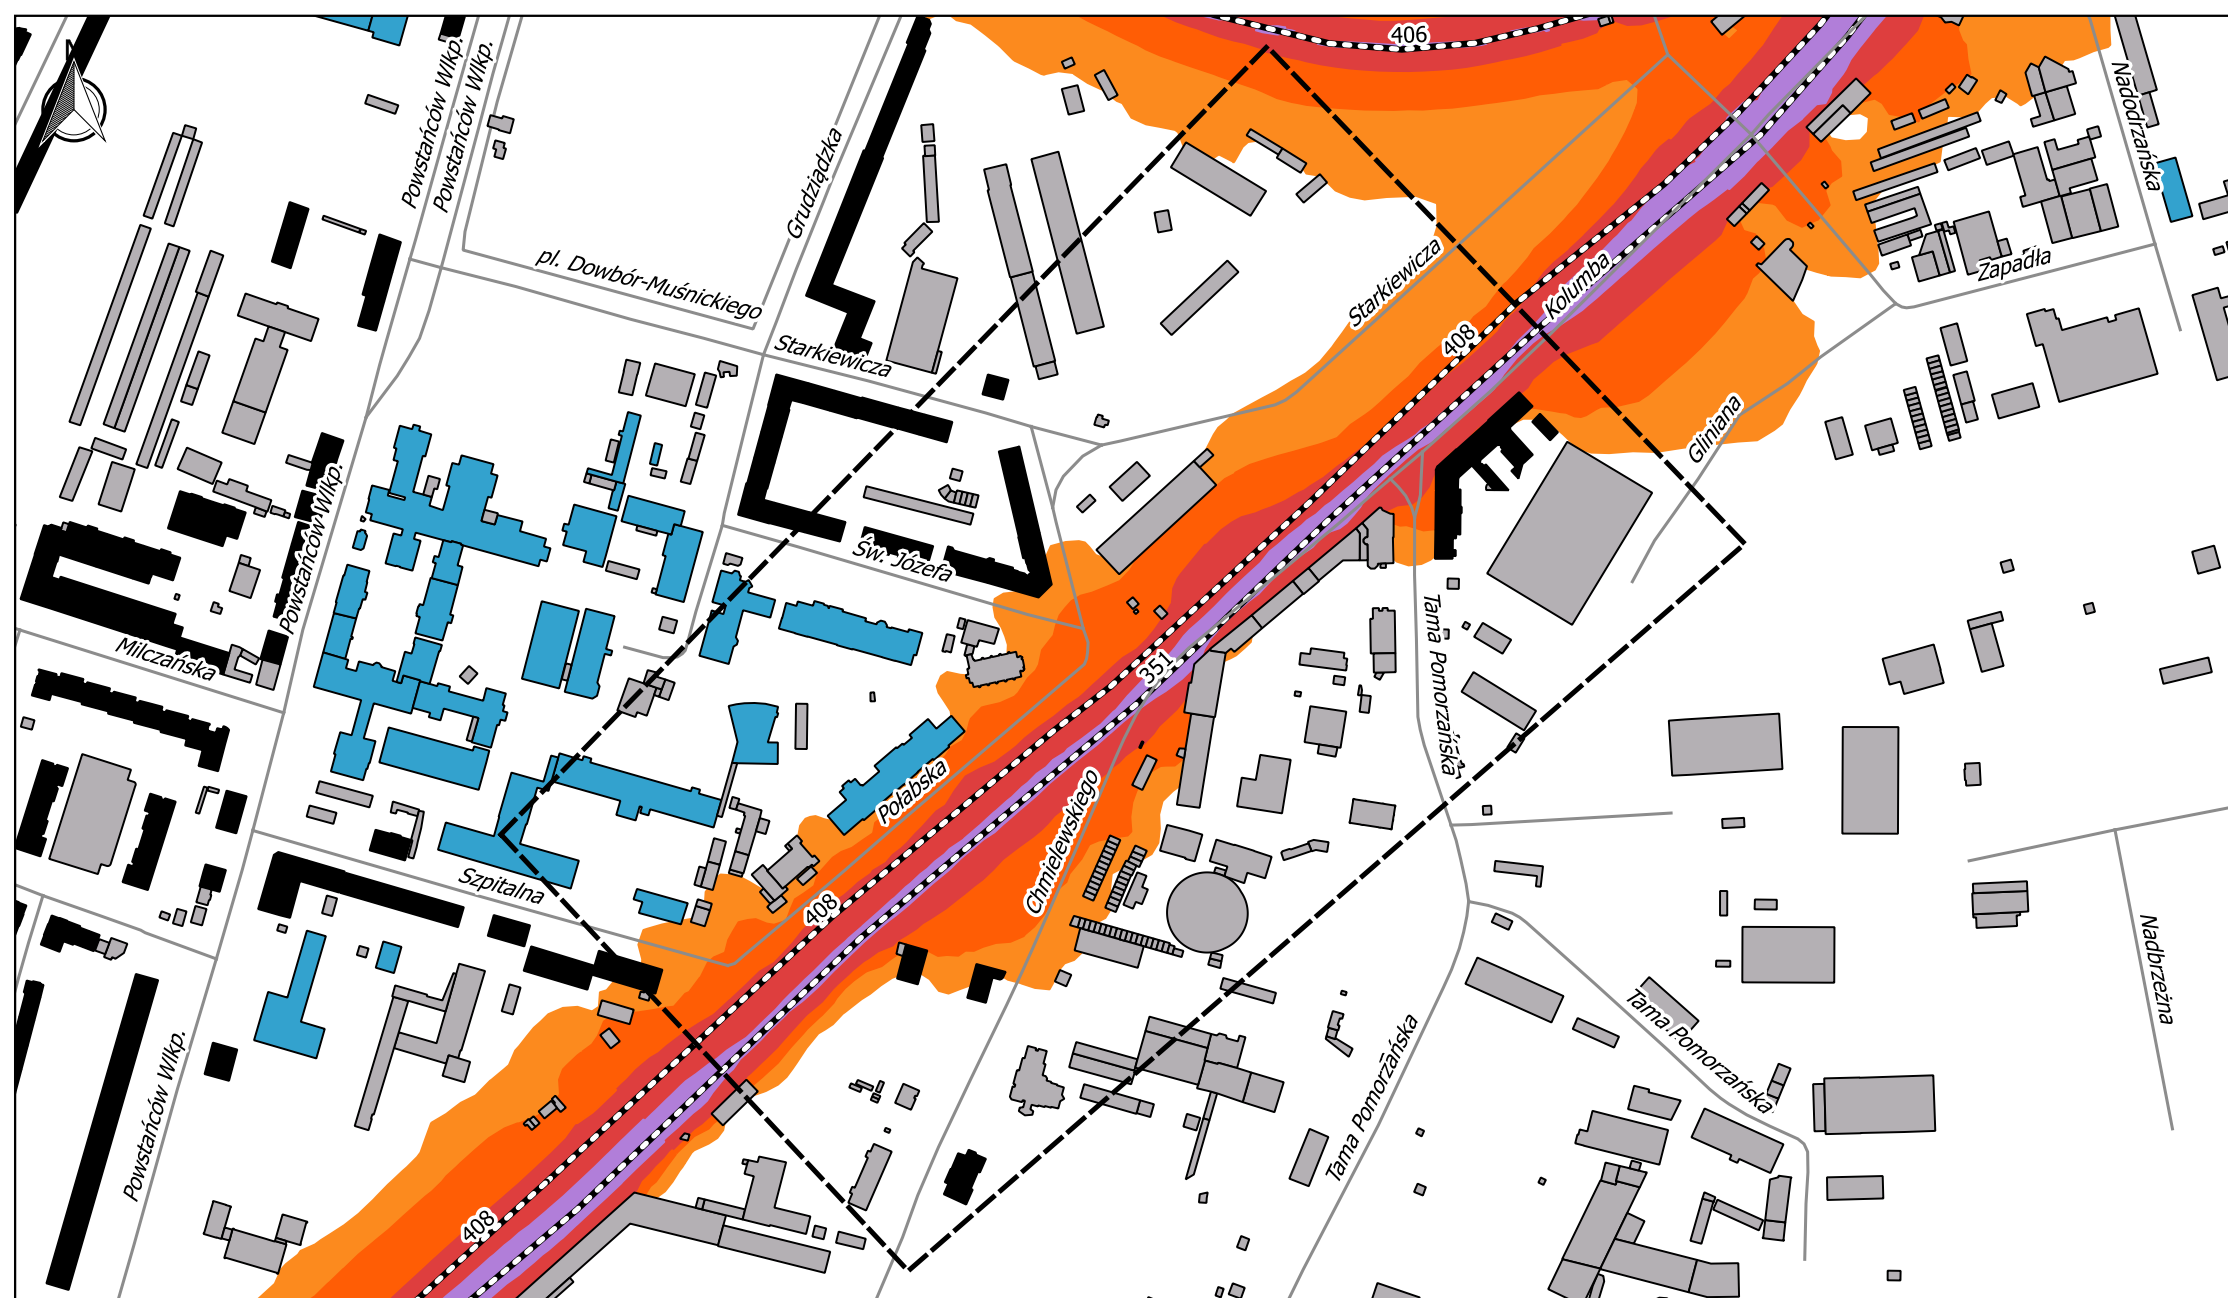 406
N
Powstańców Wlkp.
Powstańców Wlkp.
Nadodrzańska
Grudziądzka
pl. Dowbór-Muśnickiego
Starkiewicza
Starkiewicza
Kolumba
Zapadła
408
Gliniana
Powstańców Wlkp.
Św. Józefa
Milczańska
351
Tama Pomorzańska
Połabska
Chmielewskiego
Szpitalna
408
Nadbrzeżna
Tama Pomorzańska
Tama Pomorzańska
Powstańców Wlkp.
408